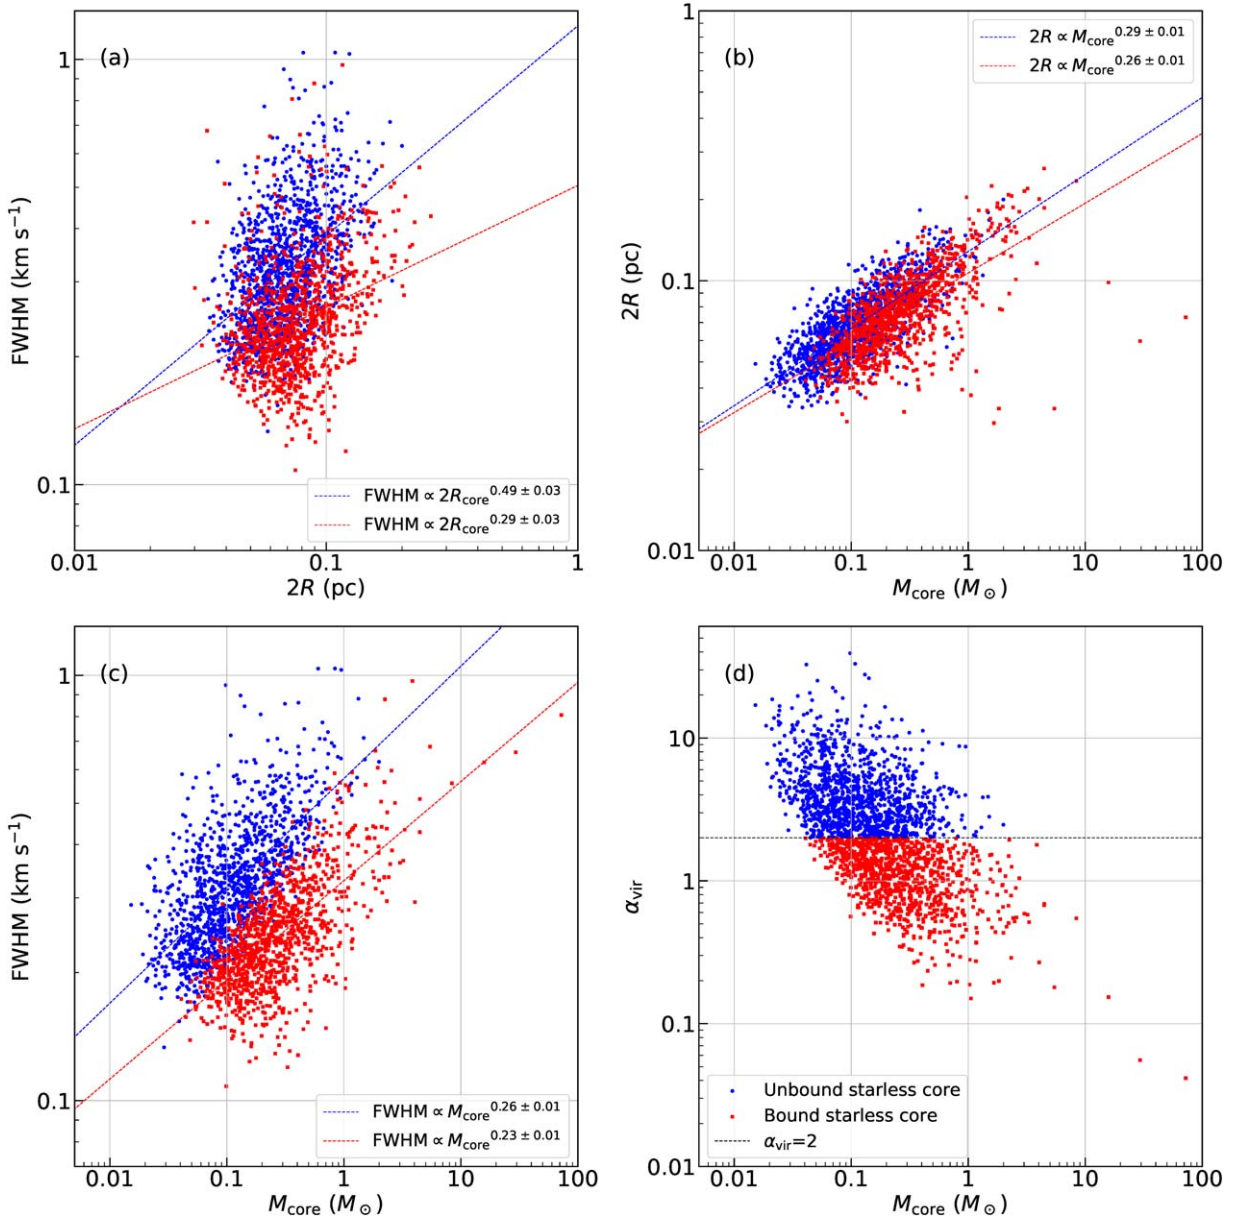 (a)
1
0.1
FWHM (km s⁻¹)
FWHM ∝ 2R_core^0.49 ± 0.03
FWHM ∝ 2R_core^0.29 ± 0.03
0.01
0.1
1
2R (pc)
(b)
1
0.1
0.01
2R (pc)
2R ∝ M_core^0.29 ± 0.01
2R ∝ M_core^0.26 ± 0.01
0.01
0.1
1
10
100
M_core (M_⊙)
(c)
1
0.1
FWHM (km s⁻¹)
FWHM ∝ M_core^0.26 ± 0.01
FWHM ∝ M_core^0.23 ± 0.01
0.01
0.1
1
10
100
M_core (M_⊙)
(d)
10
1
0.1
0.01
α_vir
Unbound starless core
Bound starless core
α_vir=2
0.01
0.1
1
10
100
M_core (M_⊙)